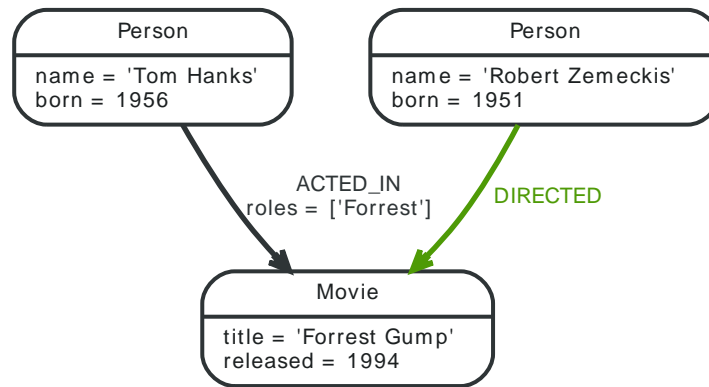 Person
name = 'Tom Hanks'
born = 1956
Person
name = 'Robert Zemeckis'
born = 1951
ACTED_IN
roles = ['Forrest']
DIRECTED
Movie
title = 'Forrest Gump'
released = 1994